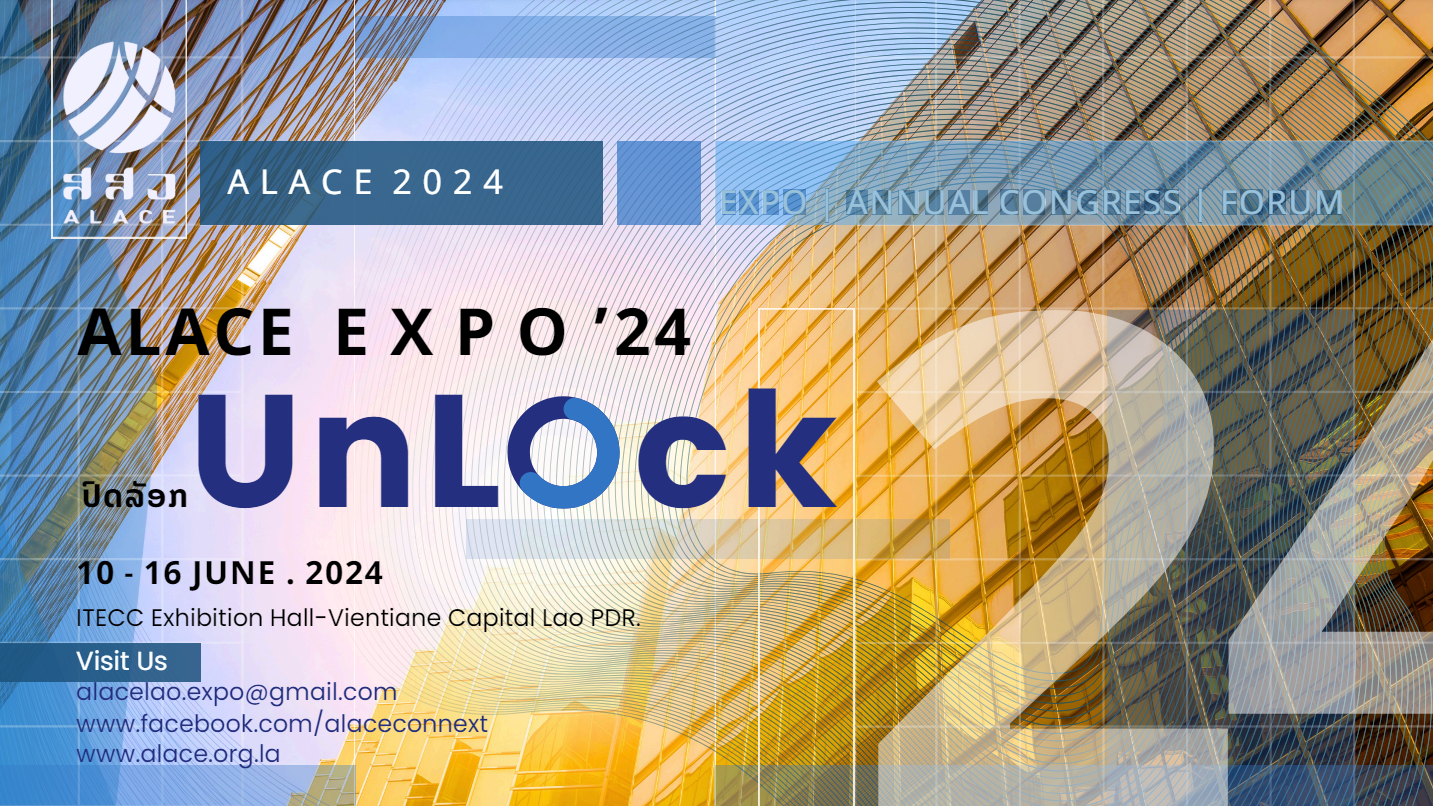 ສສວ
ALACE
ALACE 2024
EXPO | ANNUAL CONGRESS | FORUM
ALACE EXPO ’24
ປົດລັອກ UnLOck
10 - 16 JUNE . 2024
ITECC Exhibition Hall-Vientiane Capital Lao PDR.
Visit Us
alacelao.expo@gmail.com
www.facebook.com/alaceconnext
www.alace.org.la
24